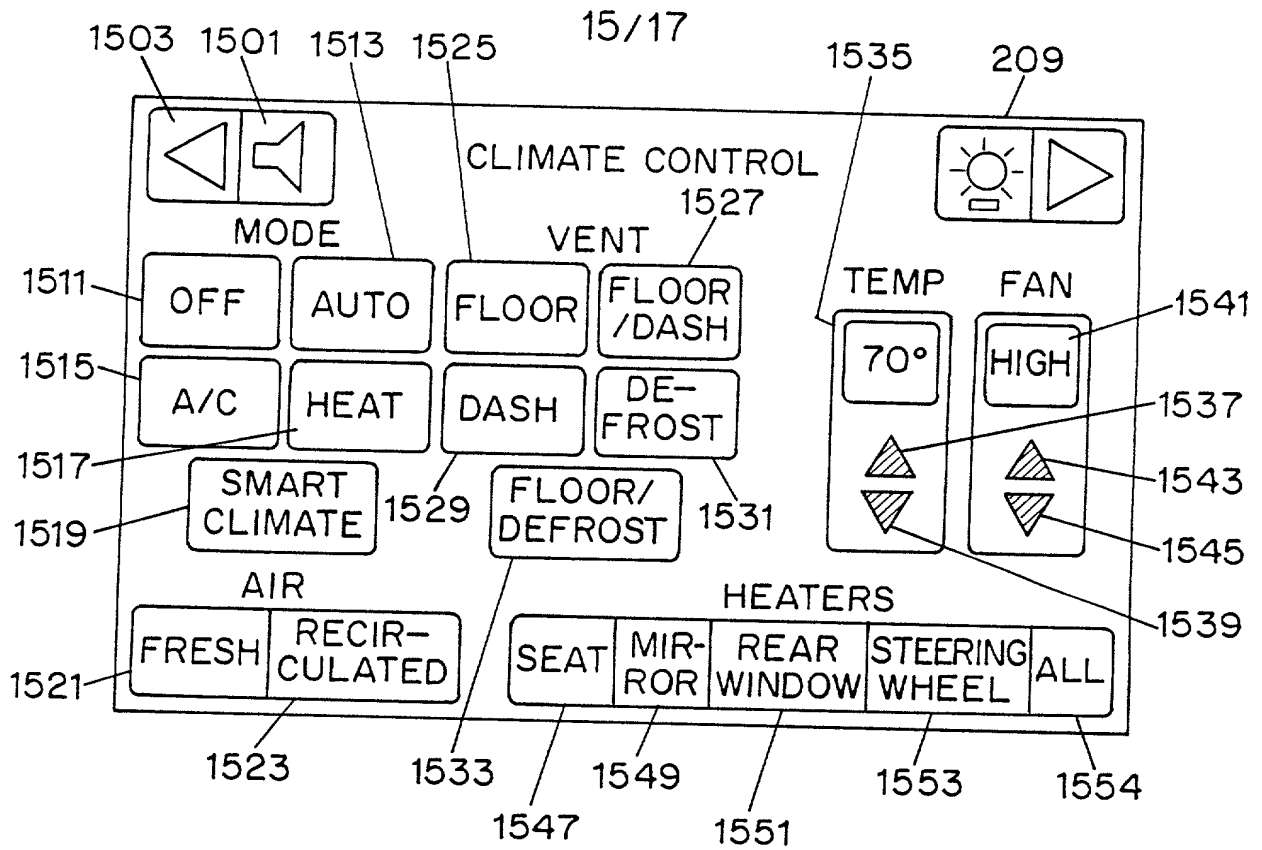 15/17
1503 1501 1513 1525 1535 209
CLIMATE CONTROL
1527
MODE VENT
TEMP FAN
1511 OFF AUTO FLOOR FLOOR
/DASH
70° HIGH 1541
1515 A/C HEAT DASH DE-
FROST
1537
1517 1529 1531 1543
1519 SMART
CLIMATE
FLOOR/
DEFROST
1545
AIR HEATERS
1539
1521 FRESH RECIR-
CULATED
SEAT MIR-
ROR
REAR
WINDOW
STEERING
WHEEL
ALL
1523 1533 1549 1553 1554
1547 1551